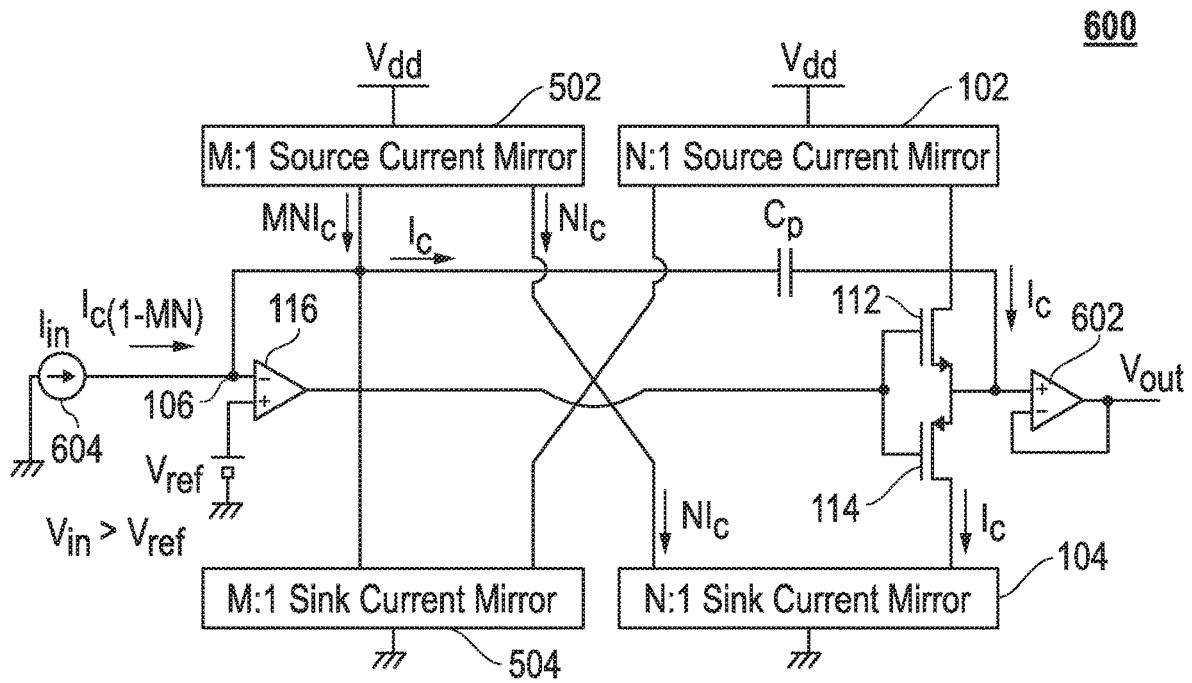 600
Vdd
502
Vdd
102
M:1 Source Current Mirror
N:1 Source Current Mirror
MNIc
Ic
NIc
Cp
Iin
Ic(1-MN)
116
112
Ic
602
Vout
106
604
Vref
Vin > Vref
114
NIc
Ic
104
M:1 Sink Current Mirror
N:1 Sink Current Mirror
504